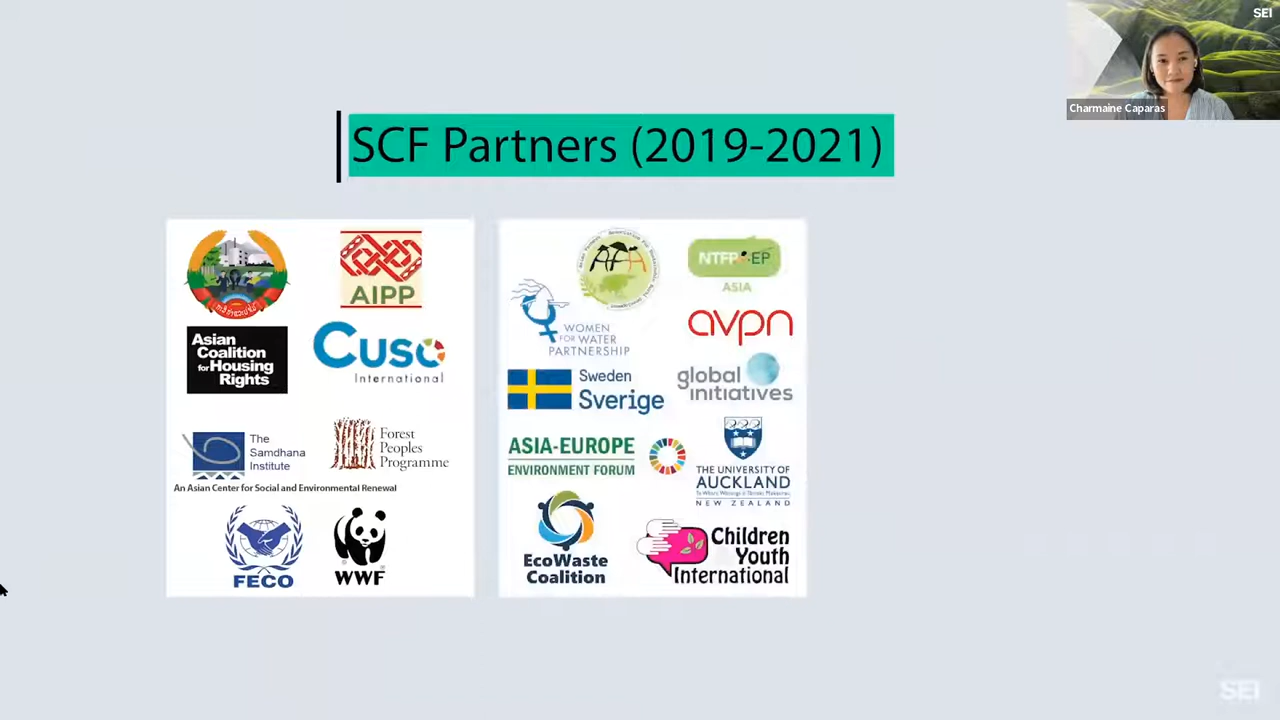 SEI
Charmaine Caparas
SCF Partners (2019-2021)
AIPP
Asian
Coalition
for Housing
Rights
Cuso
International
The
Samdhana
Institute
An Asian Center for Social and Environmental Renewal
Forest
Peoples
Programme
FECO
WWF
AFA
NTFP EP
ASIA
WOMEN
FOR WATER
PARTNERSHIP
avpn
Sweden
Sverige
global
initiatives
ASIA-EUROPE
ENVIRONMENT FORUM
THE UNIVERSITY OF
AUCKLAND
NEW ZEALAND
EcoWaste
Coalition
Children
Youth
International
SEI